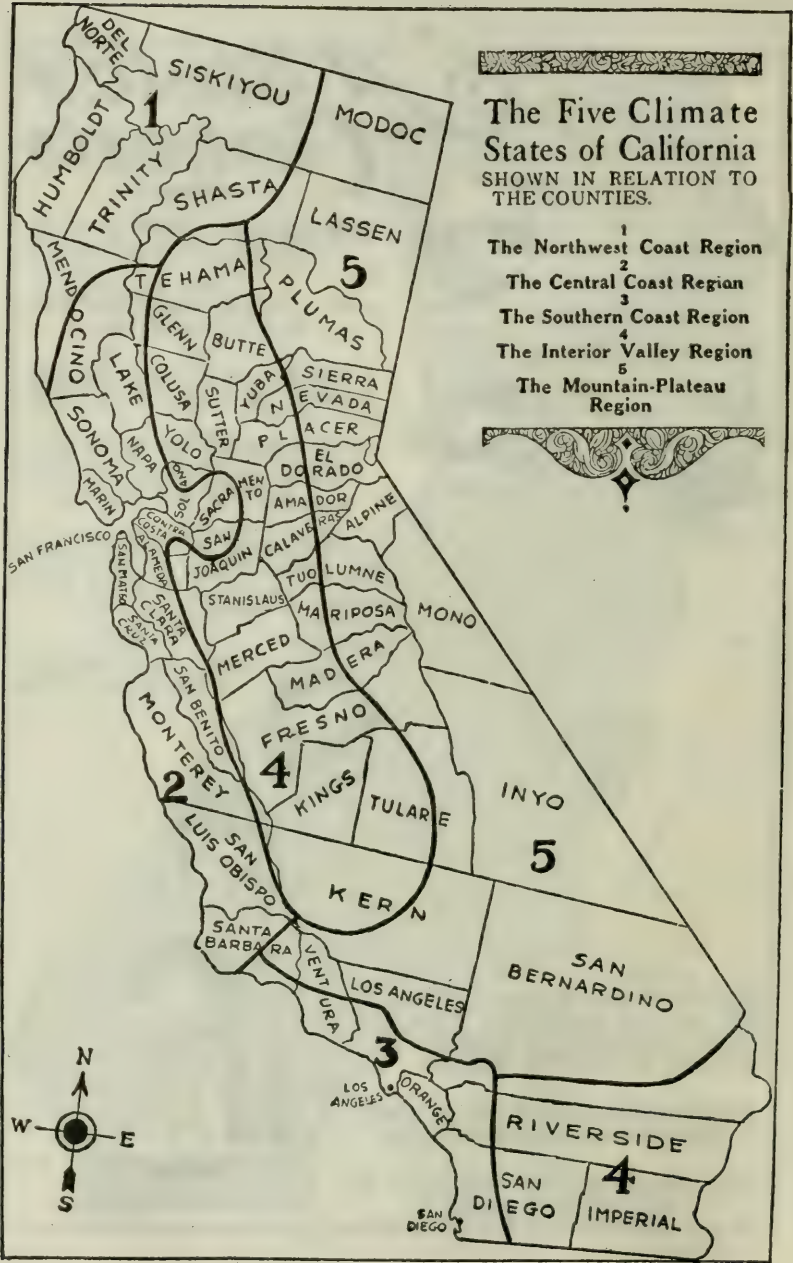 The Five Climate
States of California
SHOWN IN RELATION TO
THE COUNTIES.
1
The Northwest Coast Region
2
The Central Coast Region
3
The Southern Coast Region
4
The Interior Valley Region
5
The Mountain-Plateau
Region
DEL
NORTE
SISKIYOU
MODOC
1
HUMBOLDT
TRINITY
SHASTA
LASSEN
5
MENDOCINO
TEHAMA
PLUMAS
GLENN
BUTTE
LAKE
COLUSA
SUTTER
YUBA
SIERRA
NEVADA
PLACER
SONOMA
NAPA
YOLO
EL
DORADO
MARIN
SOLANO
SACRAMENTO
AMADOR
ALPINE
CONTRA
COSTA
SAN
JOAQUIN
CALAVERAS
SAN FRANCISCO
SAN MATEO
ALAMEDA
STANISLAUS
TUOLUMNE
MONO
SANTA
CLARA
SANTA
CRUZ
MERCED
MARIPOSA
MADERA
SAN BENITO
MONTEREY
FRESNO
4
2
KINGS
TULARE
INYO
5
SAN
LUIS OBISPO
KERN
SANTA
BARBARA
VENTURA
LOS ANGELES
SAN
BERNARDINO
3
LOS
ANGELES
ORANGE
RIVERSIDE
4
SAN
DIEGO
IMPERIAL
SAN
DIEGO
N
W
E
S